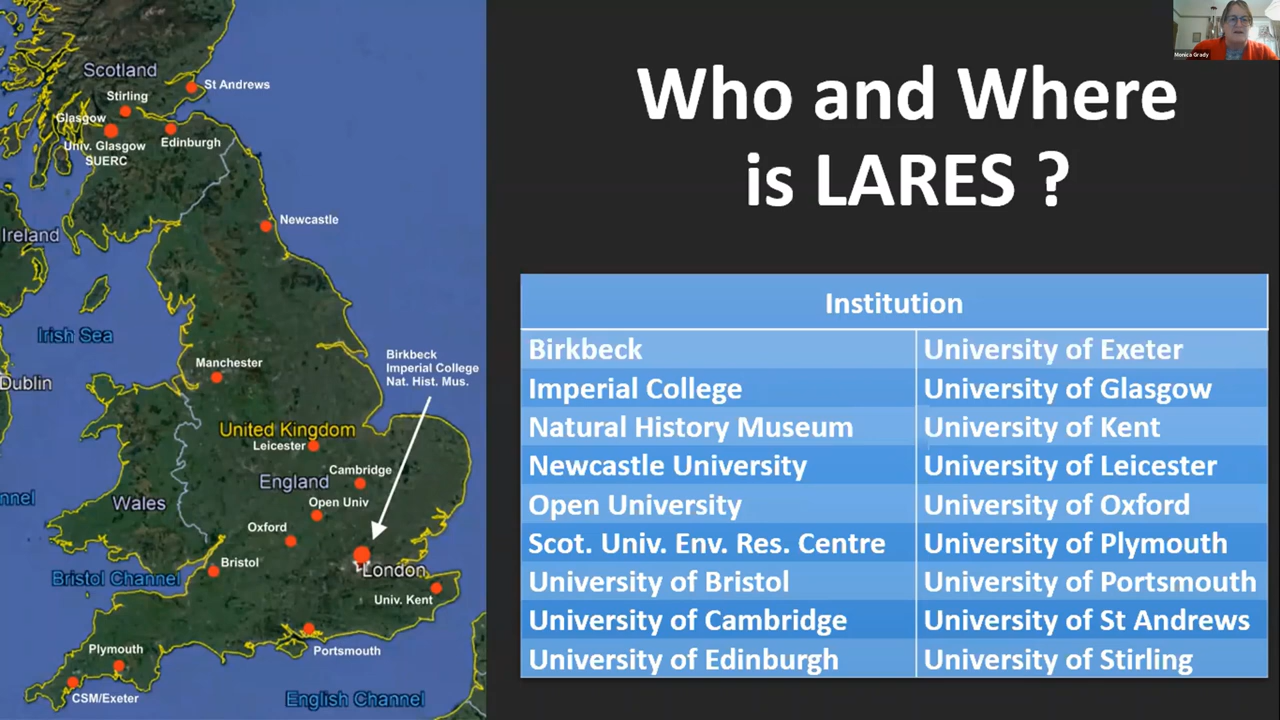 Monica Grady
Who and Where
is LARES ?
Scotland
St Andrews
Stirling
Glasgow
Univ. Glasgow
SUERC
Edinburgh
Ireland
Newcastle
Irish Sea
Manchester
Dublin
Birkbeck
Imperial College
Nat. Hist. Mus.
United Kingdom
Leicester
Cambridge
England
Wales
Open Univ
Oxford
Bristol
Bristol Channel
London
Univ. Kent
Portsmouth
Plymouth
CSM/Exeter
English Channel
Institution
Birkbeck University of Exeter
Imperial College University of Glasgow
Natural History Museum University of Kent
Newcastle University University of Leicester
Open University University of Oxford
Scot. Univ. Env. Res. Centre University of Plymouth
University of Bristol University of Portsmouth
University of Cambridge University of St Andrews
University of Edinburgh University of Stirling